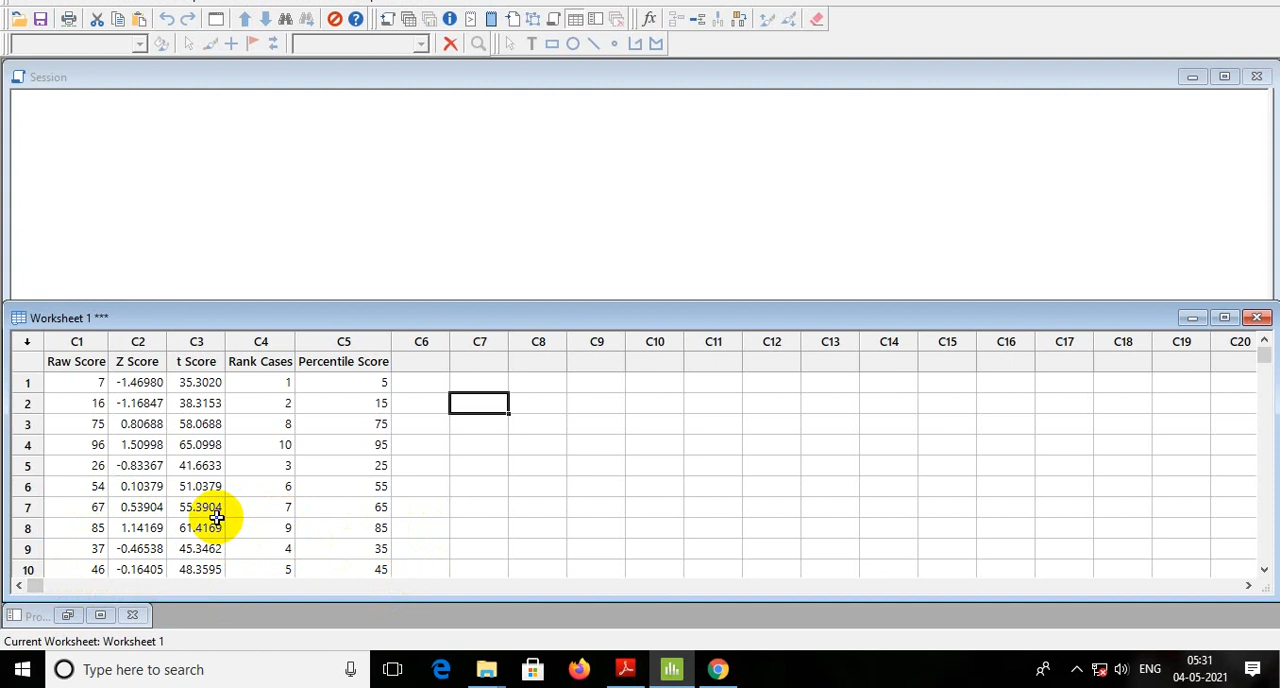 Session
Worksheet 1 ***
↓ C1 C2 C3 C4 C5 C6 C7 C8 C9 C10 C11 C12 C13 C14 C15 C16 C17 C18 C19 C20
Raw Score Z Score t Score Rank Cases Percentile Score
1 7 -1.46980 35.3020 1 5
2 16 -1.16847 38.3153 2 15
3 75 0.80688 58.0688 8 75
4 96 1.50998 65.0998 10 95
5 26 -0.83367 41.6633 3 25
6 54 0.10379 51.0379 6 55
7 67 0.53904 55.3904 7 65
8 85 1.14169 61.4169 9 85
9 37 -0.46538 45.3462 4 35
10 46 -0.16405 48.3595 5 45
Pro...
Current Worksheet: Worksheet 1
Type here to search
ENG
05:31
04-05-2021